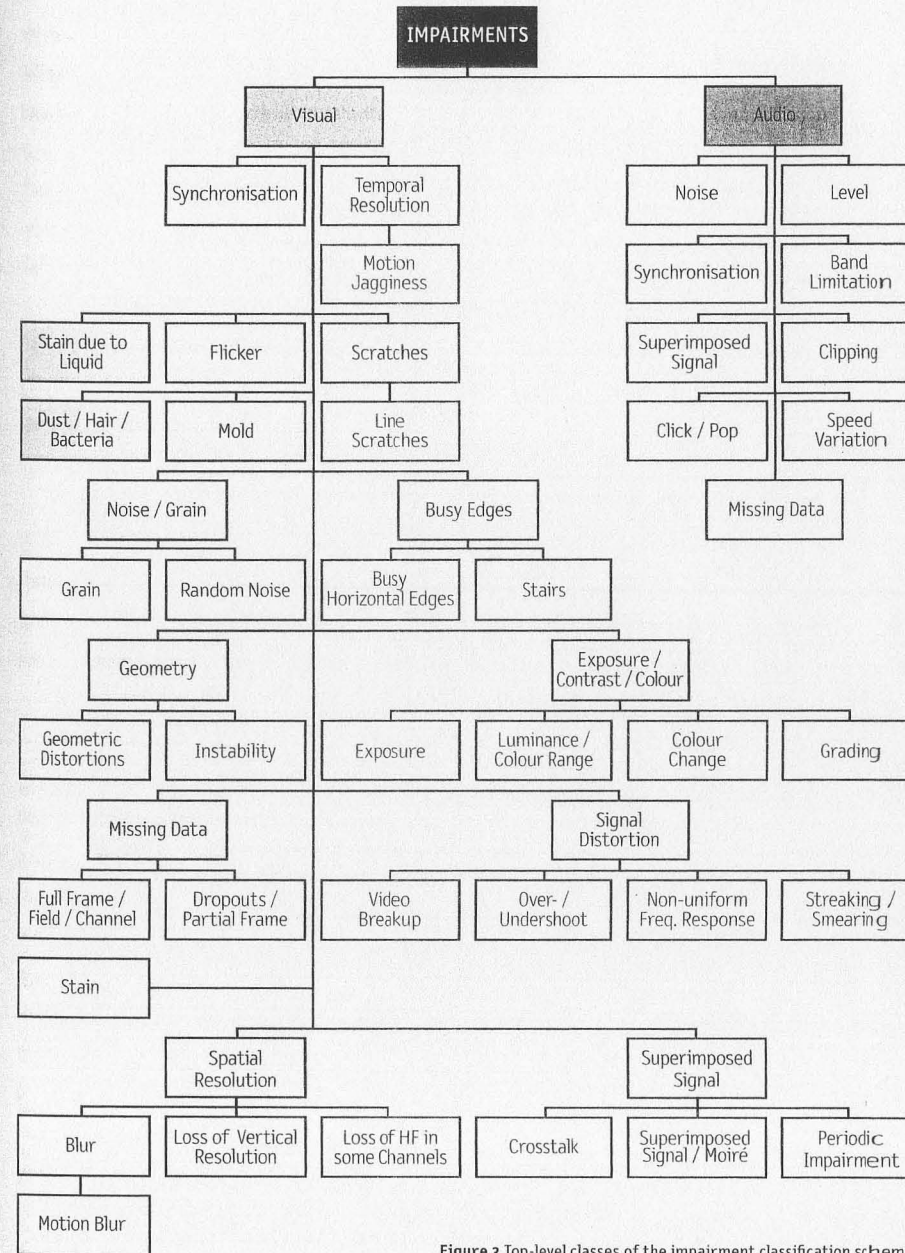 IMPAIRMENTS
Visual
Audio
Synchronisation
Temporal
Resolution
Noise
Level
Motion
Jagginess
Synchronisation
Band
Limitation
Stain due to
Liquid
Flicker
Scratches
Superimposed
Signal
Clipping
Dust / Hair /
Bacteria
Mold
Line
Scratches
Click / Pop
Speed
Variation
Noise / Grain
Busy Edges
Missing Data
Grain
Random Noise
Busy
Horizontal Edges
Stairs
Geometry
Exposure /
Contrast / Colour
Geometric
Distortions
Instability
Exposure
Luminance /
Colour Range
Colour
Change
Grading
Missing Data
Signal
Distortion
Full Frame /
Field / Channel
Dropouts /
Partial Frame
Video
Breakup
Over- /
Undershoot
Non-uniform
Freq. Response
Streaking /
Smearing
Stain
Spatial
Resolution
Superimposed
Signal
Blur
Loss of Vertical
Resolution
Loss of HF in
some Channels
Crosstalk
Superimposed
Signal / Moiré
Periodic
Impairment
Motion Blur
Figure 3 Top-level classes of the impairment classification schem